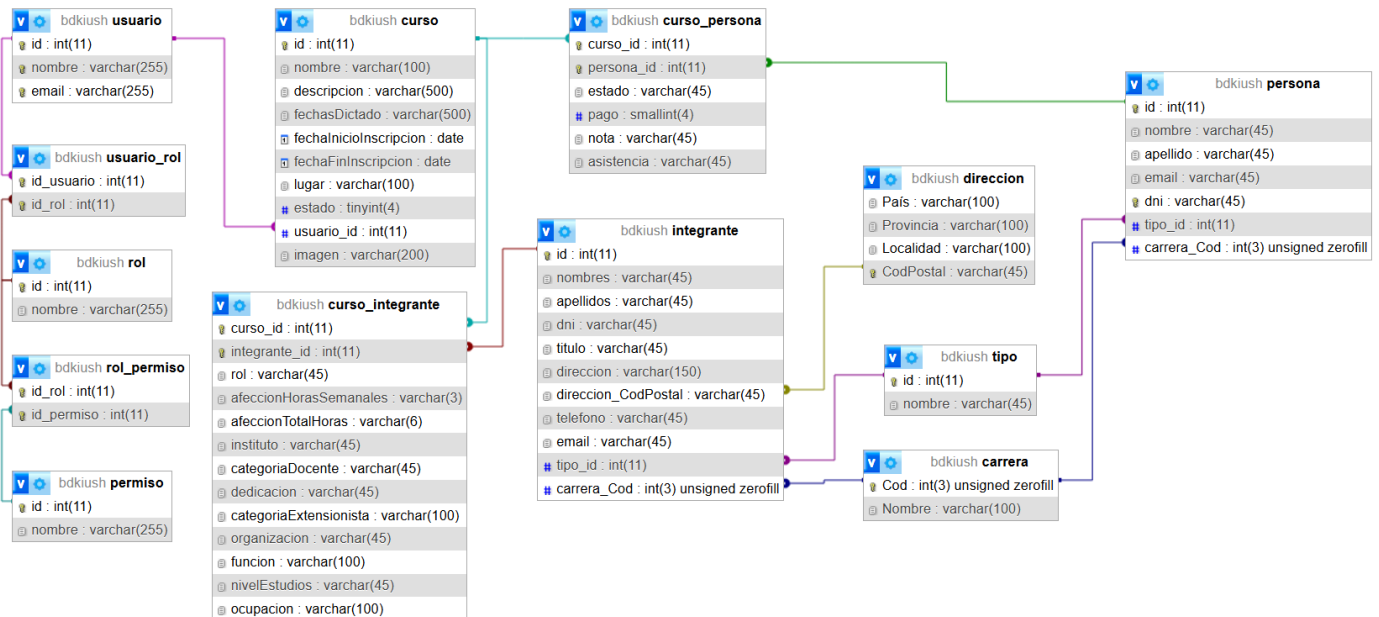 bdkiush usuario
id : int(11)
nombre : varchar(255)
email : varchar(255)
bdkiush usuario_rol
id_usuario : int(11)
id_rol : int(11)
bdkiush rol
id : int(11)
nombre : varchar(255)
bdkiush rol_permiso
id_rol : int(11)
id_permiso : int(11)
bdkiush permiso
id : int(11)
nombre : varchar(255)
bdkiush curso
id : int(11)
nombre : varchar(100)
descripcion : varchar(500)
fechasDictado : varchar(500)
fechaInicioInscripcion : date
fechaFinInscripcion : date
lugar : varchar(100)
estado : tinyint(4)
usuario_id : int(11)
imagen : varchar(200)
bdkiush curso_integrante
curso_id : int(11)
integrante_id : int(11)
rol : varchar(45)
afeccionHorasSemanales : varchar(3)
afeccionTotalHoras : varchar(6)
instituto : varchar(45)
categoriaDocente : varchar(45)
dedicacion : varchar(45)
categoriaExtensionista : varchar(100)
organizacion : varchar(45)
funcion : varchar(100)
nivelEstudios : varchar(45)
ocupacion : varchar(100)
bdkiush curso_persona
curso_id : int(11)
persona_id : int(11)
estado : varchar(45)
pago : smallint(4)
nota : varchar(45)
asistencia : varchar(45)
bdkiush integrante
id : int(11)
nombres : varchar(45)
apellidos : varchar(45)
dni : varchar(45)
titulo : varchar(45)
direccion : varchar(150)
direccion_CodPostal : varchar(45)
telefono : varchar(45)
email : varchar(45)
tipo_id : int(11)
carrera_Cod : int(3) unsigned zerofill
bdkiush direccion
País : varchar(100)
Provincia : varchar(100)
Localidad : varchar(100)
CodPostal : varchar(45)
bdkiush tipo
id : int(11)
nombre : varchar(45)
bdkiush carrera
Cod : int(3) unsigned zerofill
Nombre : varchar(100)
bdkiush persona
id : int(11)
nombre : varchar(45)
apellido : varchar(45)
email : varchar(45)
dni : varchar(45)
tipo_id : int(11)
carrera_Cod : int(3) unsigned zerofill